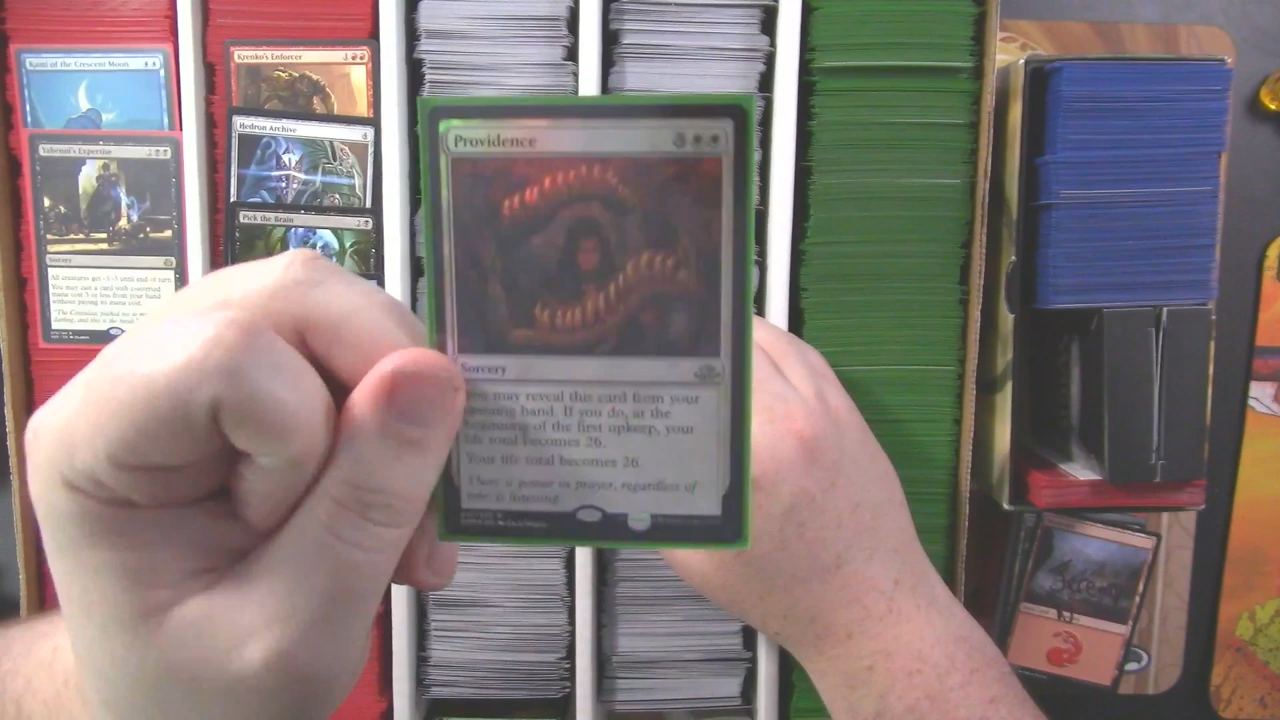 Kami of the Crescent Moon
Yahenni's Expertise
Sorcery
All creatures get -3/-3 until end of turn.
You may cast a card with converted
mana cost 3 or less from your hand
without paying its mana cost.
Krenko's Enforcer
1
Hedron Archive
4
Pick the Brain
2
Providence
Sorcery
you may reveal this card from your
opening hand. If you do, at the
beginning of the first upkeep, your
life total becomes 26.
Your life total becomes 26.
There is power in prayer, regardless of
who is listening.